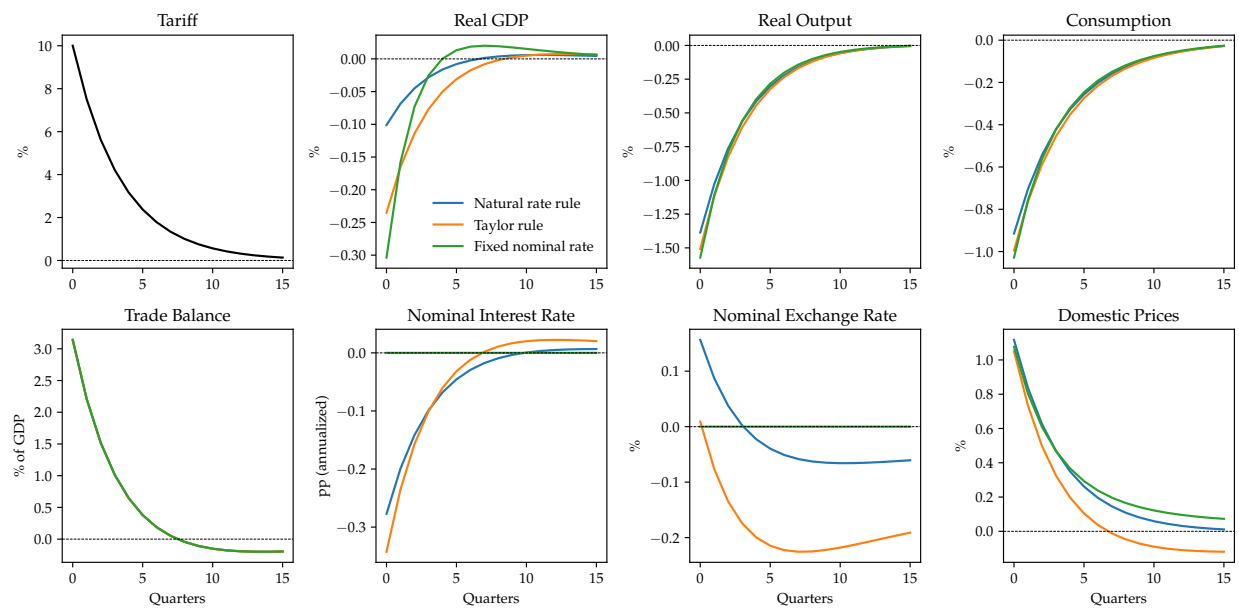 Tariff
10
8
6
4
2
0
%
0 5 10 15
Real GDP
0.00
−0.05
−0.10
−0.15
−0.20
−0.25
−0.30
%
Natural rate rule
Taylor rule
Fixed nominal rate
0 5 10 15
Real Output
0.00
−0.25
−0.50
−0.75
−1.00
−1.25
−1.50
%
0 5 10 15
Consumption
0.0
−0.2
−0.4
−0.6
−0.8
−1.0
%
0 5 10 15
Trade Balance
3.0
2.5
2.0
1.5
1.0
0.5
0.0
% of GDP
0 5 10 15
Quarters
Nominal Interest Rate
0.0
−0.1
−0.2
−0.3
pp (annualized)
0 5 10 15
Quarters
Nominal Exchange Rate
0.1
0.0
−0.1
−0.2
%
0 5 10 15
Quarters
Domestic Prices
1.0
0.8
0.6
0.4
0.2
0.0
%
0 5 10 15
Quarters